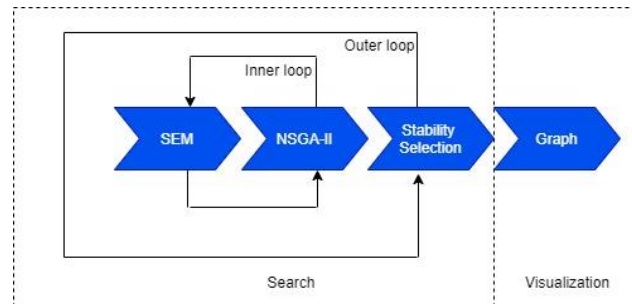 Outer loop
Inner loop
SEM
NSGA-II
Stability
Selection
Graph
Search
Visualization